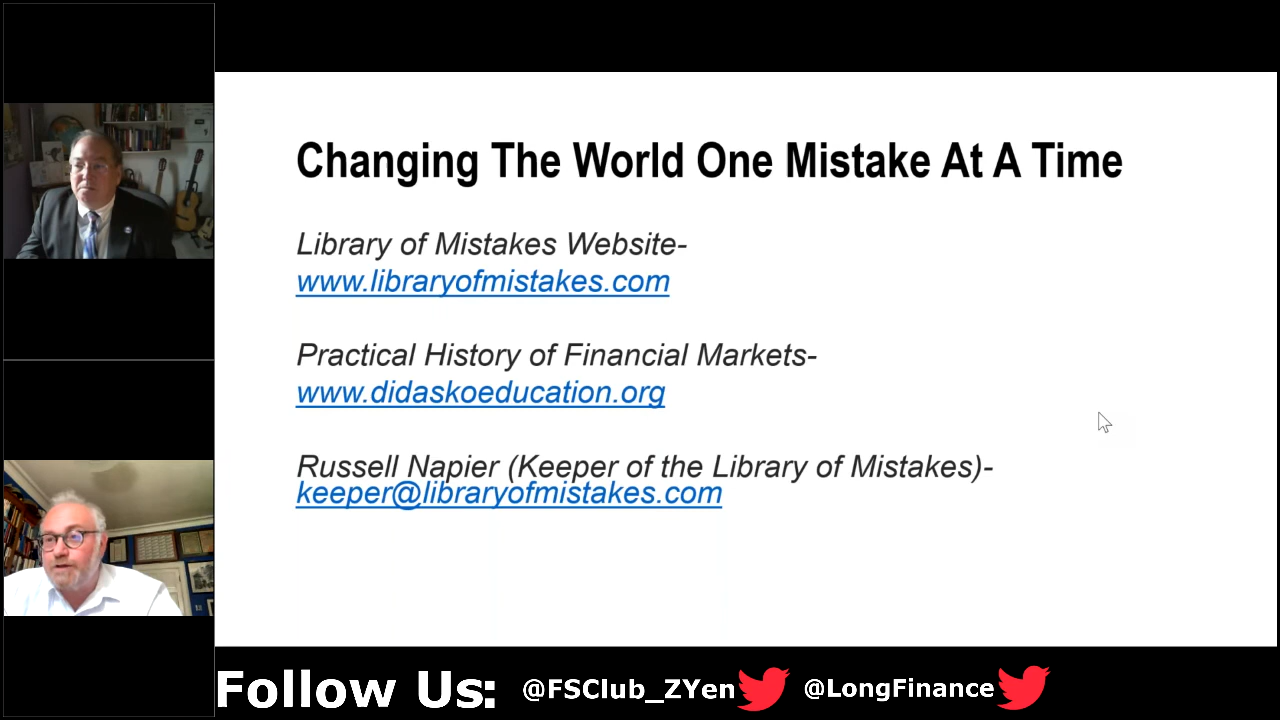 Changing The World One Mistake At A Time
Library of Mistakes Website-
www.libraryofmistakes.com
Practical History of Financial Markets-
www.didaskoeducation.org
Russell Napier (Keeper of the Library of Mistakes)-
keeper@libraryofmistakes.com
Follow Us: @FSClub_ZYen @LongFinance